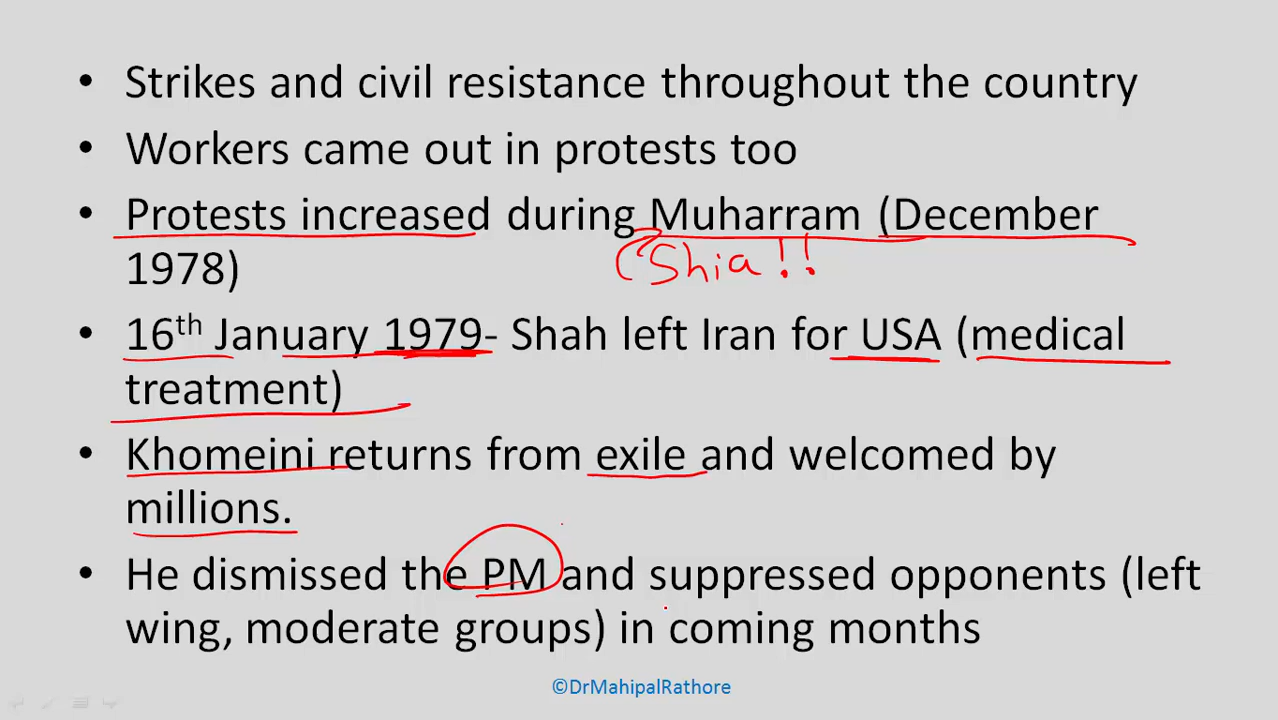 • Strikes and civil resistance throughout the country
• Workers came out in protests too
• Protests increased during Muharram (December
1978)
(Shia !!
• 16th January 1979- Shah left Iran for USA (medical
treatment)
• Khomeini returns from exile and welcomed by
millions.
• He dismissed the PM and suppressed opponents (left
wing, moderate groups) in coming months
©DrMahipalRathore